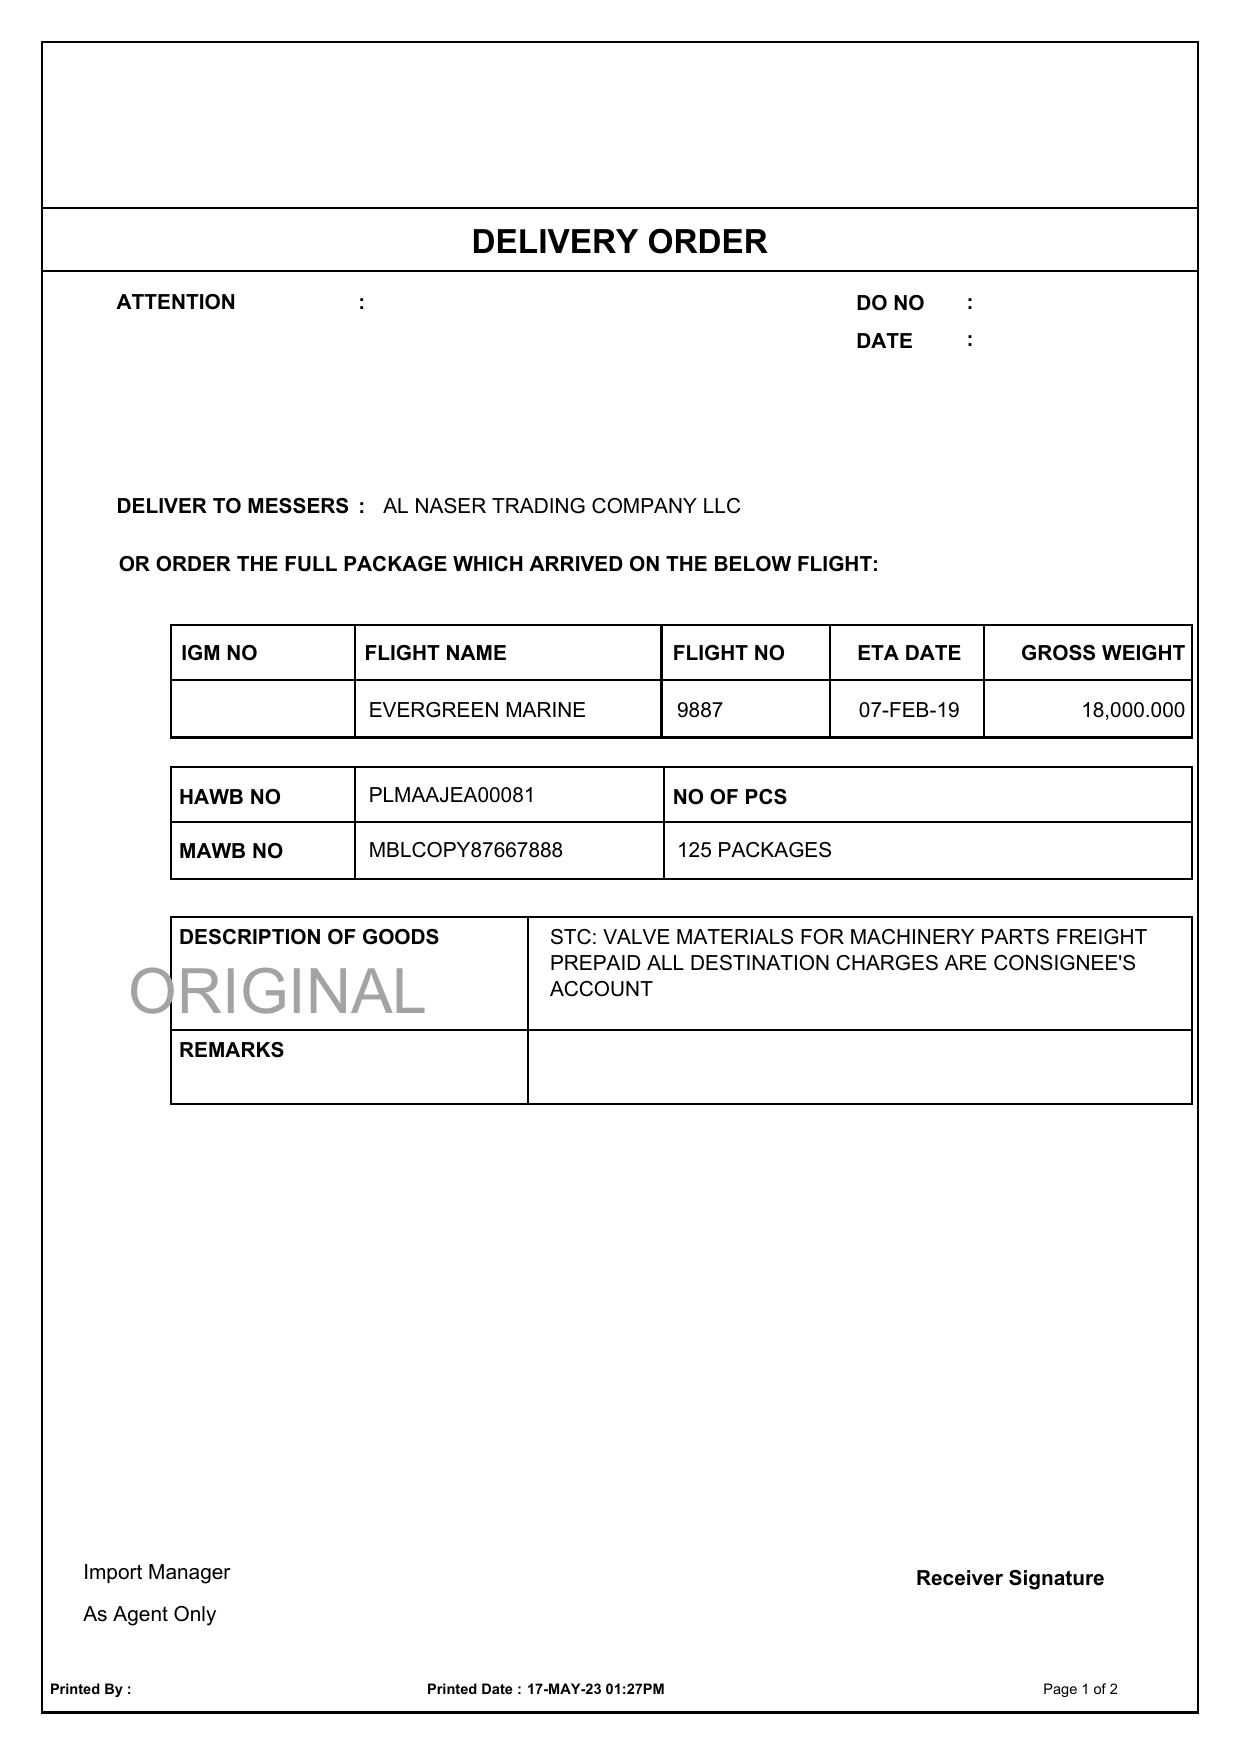 DELIVERY ORDER
ATTENTION :
DO NO :
DATE :
DELIVER TO MESSERS : AL NASER TRADING COMPANY LLC
OR ORDER THE FULL PACKAGE WHICH ARRIVED ON THE BELOW FLIGHT:
IGM NO FLIGHT NAME FLIGHT NO ETA DATE GROSS WEIGHT
EVERGREEN MARINE 9887 07-FEB-19 18,000.000
HAWB NO PLMAAJEA00081 NO OF PCS
MAWB NO MBLCOPY87667888 125 PACKAGES
DESCRIPTION OF GOODS
STC: VALVE MATERIALS FOR MACHINERY PARTS FREIGHT
PREPAID ALL DESTINATION CHARGES ARE CONSIGNEE'S
ACCOUNT
ORIGINAL
REMARKS
Import Manager
As Agent Only
Receiver Signature
Printed By : Printed Date : 17-MAY-23 01:27PM Page 1 of 2